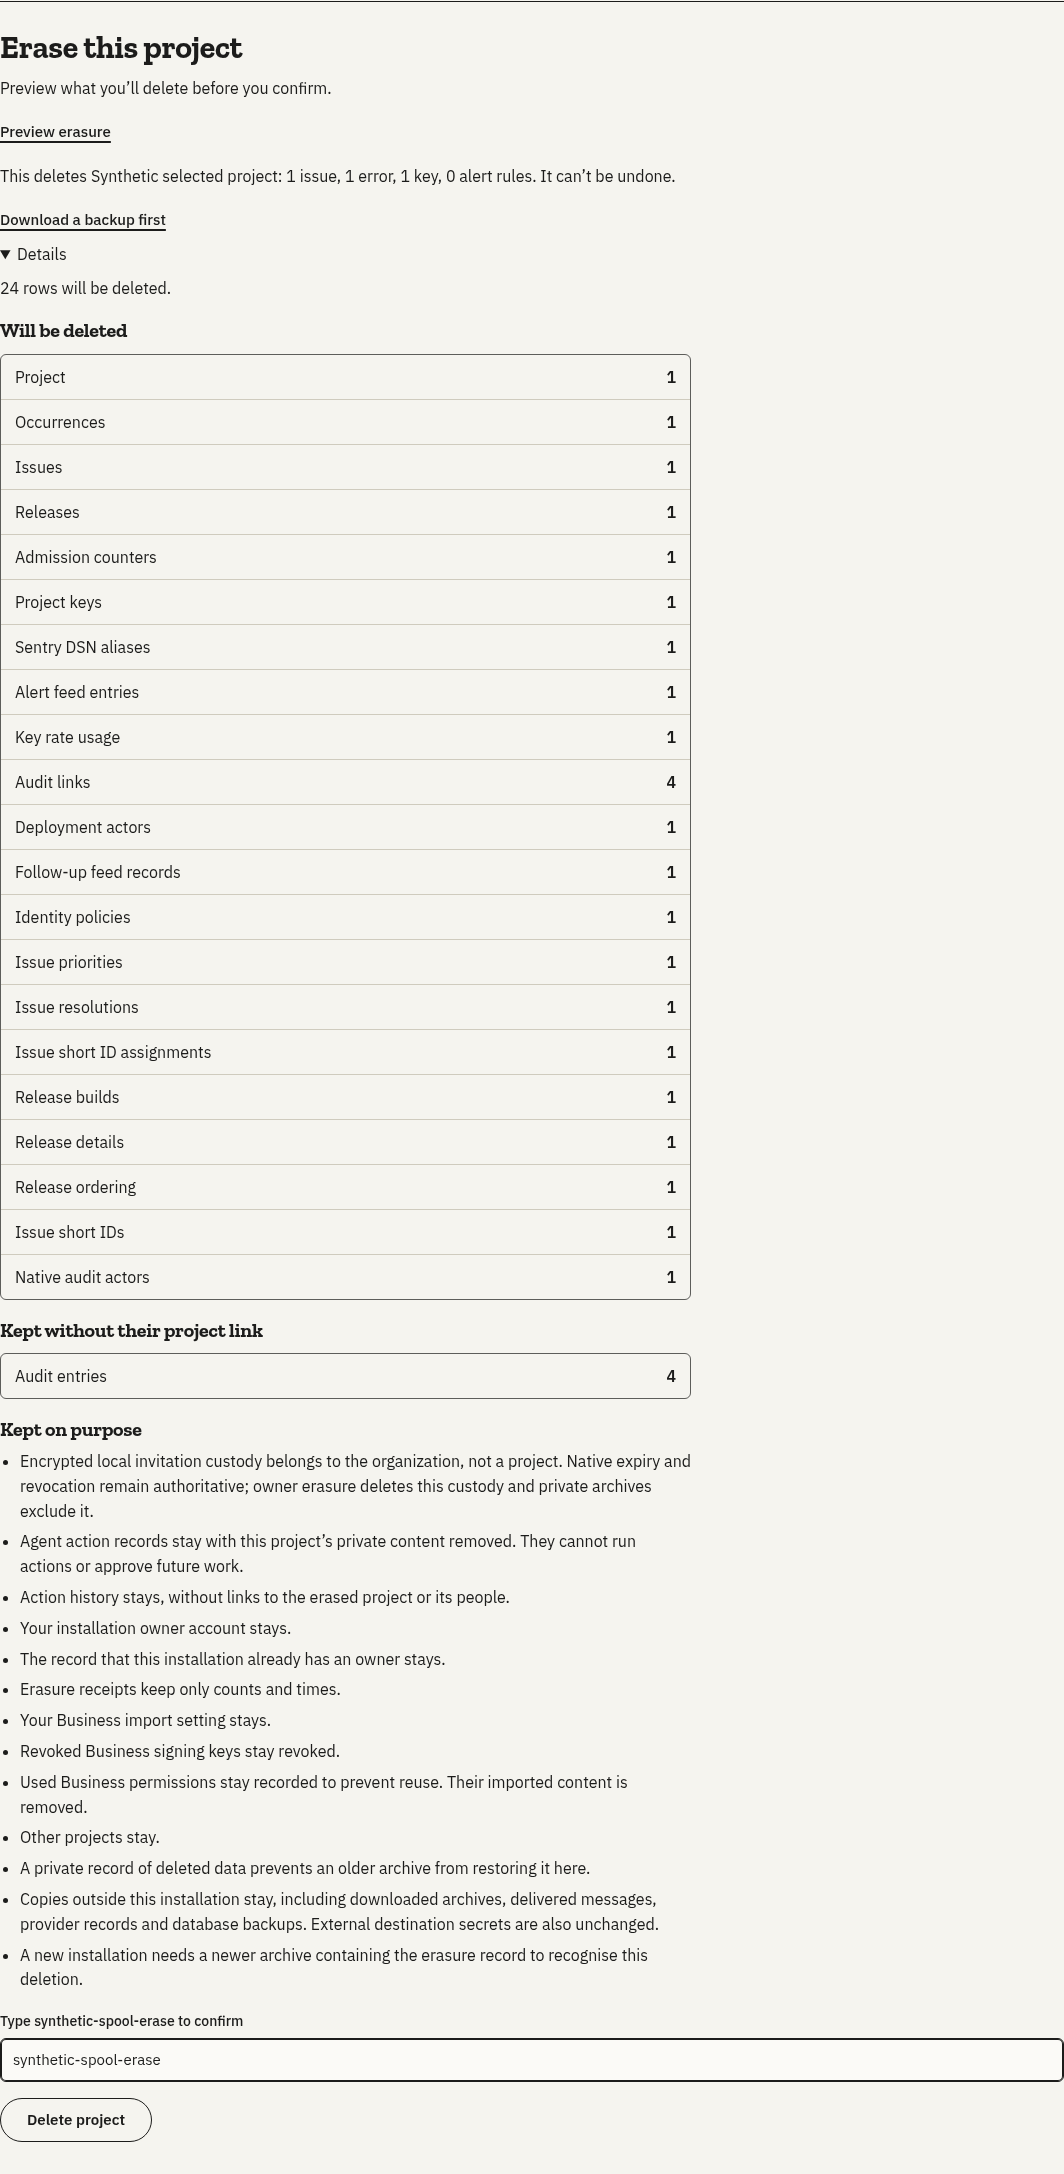 Erase this project
Preview what you’ll delete before you confirm.
Preview erasure
This deletes Synthetic selected project: 1 issue, 1 error, 1 key, 0 alert rules. It can’t be undone.
Download a backup first
▼ Details
24 rows will be deleted.
Will be deleted
Project 1
Occurrences 1
Issues 1
Releases 1
Admission counters 1
Project keys 1
Sentry DSN aliases 1
Alert feed entries 1
Key rate usage 1
Audit links 4
Deployment actors 1
Follow-up feed records 1
Identity policies 1
Issue priorities 1
Issue resolutions 1
Issue short ID assignments 1
Release builds 1
Release details 1
Release ordering 1
Issue short IDs 1
Native audit actors 1
Kept without their project link
Audit entries 4
Kept on purpose
• Encrypted local invitation custody belongs to the organization, not a project. Native expiry and
revocation remain authoritative; owner erasure deletes this custody and private archives
exclude it.
• Agent action records stay with this project’s private content removed. They cannot run
actions or approve future work.
• Action history stays, without links to the erased project or its people.
• Your installation owner account stays.
• The record that this installation already has an owner stays.
• Erasure receipts keep only counts and times.
• Your Business import setting stays.
• Revoked Business signing keys stay revoked.
• Used Business permissions stay recorded to prevent reuse. Their imported content is
removed.
• Other projects stay.
• A private record of deleted data prevents an older archive from restoring it here.
• Copies outside this installation stay, including downloaded archives, delivered messages,
provider records and database backups. External destination secrets are also unchanged.
• A new installation needs a newer archive containing the erasure record to recognise this
deletion.
Type synthetic-spool-erase to confirm
synthetic-spool-erase
Delete project